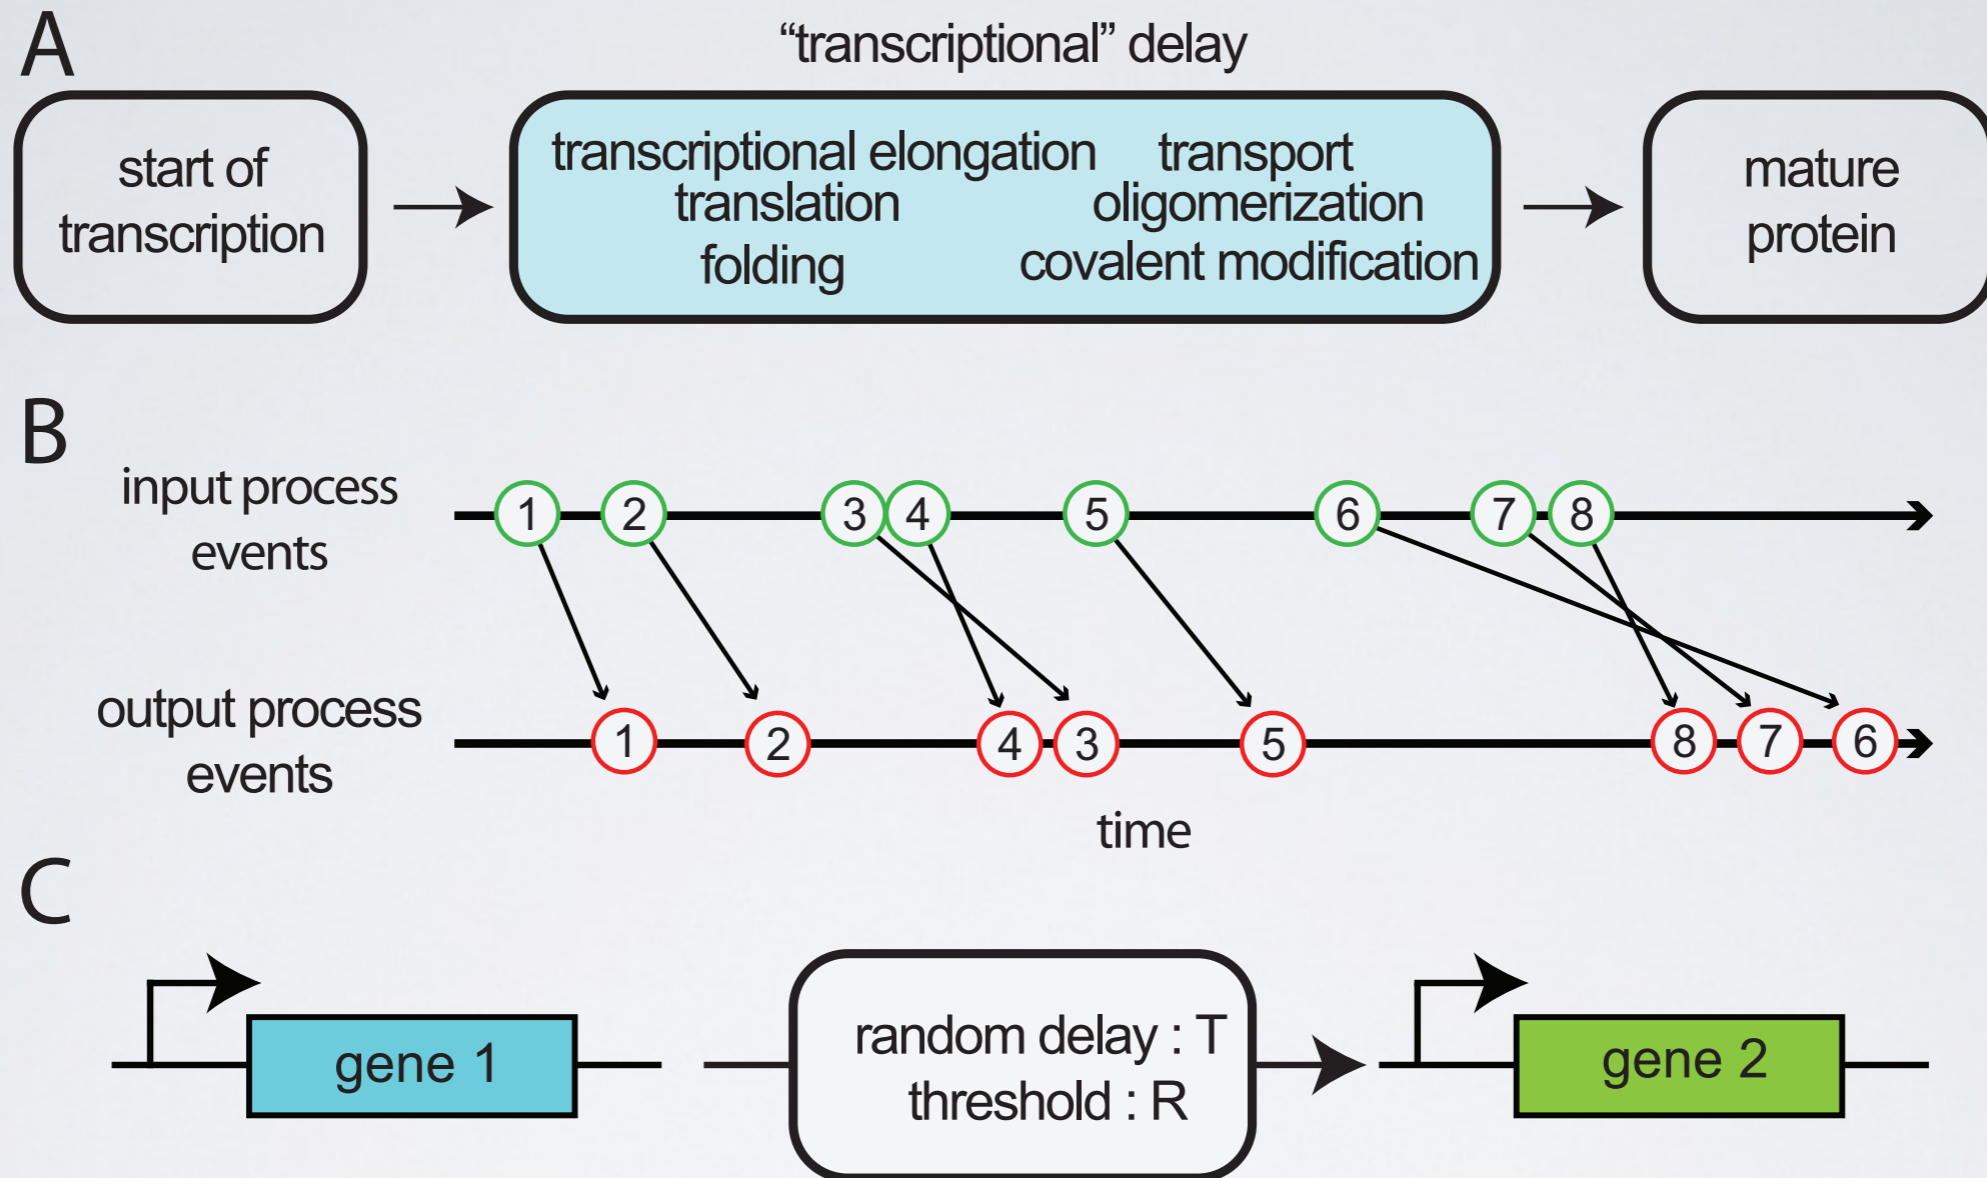 A
“transcriptional” delay
start of
transcription
transcriptional elongation
translation
folding
transport
oligomerization
covalent modification
mature
protein
B
input process
events
1 2 3 4 5 6 7 8
output process
events
1 2 4 3 5 8 7 6
time
C
gene 1
random delay : T
threshold : R
gene 2